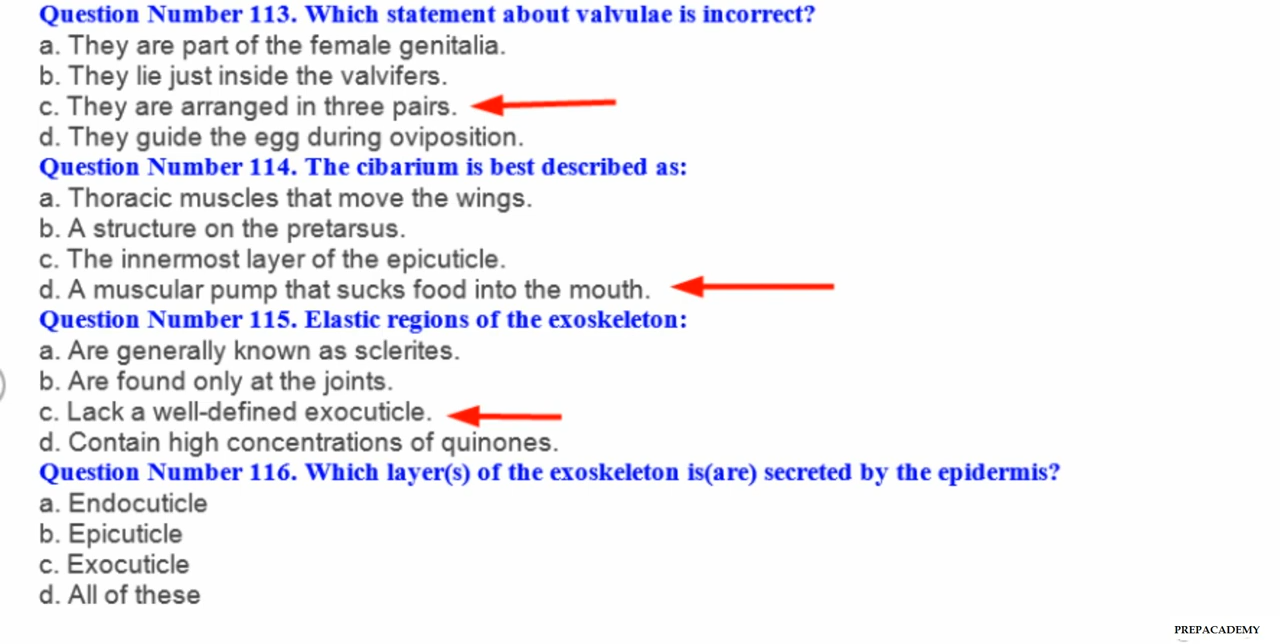 Question Number 113. Which statement about valvulae is incorrect?
a. They are part of the female genitalia.
b. They lie just inside the valvifers.
c. They are arranged in three pairs.
d. They guide the egg during oviposition.
Question Number 114. The cibarium is best described as:
a. Thoracic muscles that move the wings.
b. A structure on the pretarsus.
c. The innermost layer of the epicuticle.
d. A muscular pump that sucks food into the mouth.
Question Number 115. Elastic regions of the exoskeleton:
a. Are generally known as sclerites.
b. Are found only at the joints.
c. Lack a well-defined exocuticle.
d. Contain high concentrations of quinones.
Question Number 116. Which layer(s) of the exoskeleton is(are) secreted by the epidermis?
a. Endocuticle
b. Epicuticle
c. Exocuticle
d. All of these
PREPACADEMY